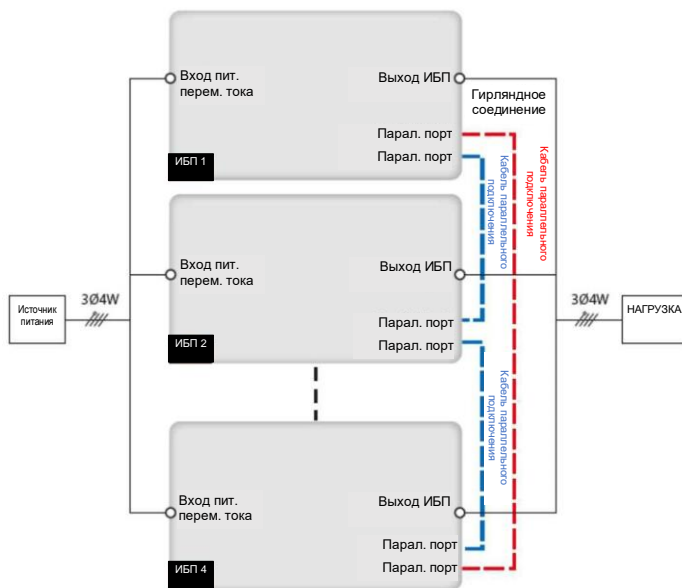 Вход пит.
перем. тока
Выход ИБП
Гирляндное
соединение
Парал. порт
Парал. порт
ИБП 1
Кабель параллельного
подключения
Кабель параллельного
подключения
Вход пит.
перем. тока
Выход ИБП
Источник
питания
3Ø4W
3Ø4W
НАГРУЗКА
Парал. порт
Парал. порт
ИБП 2
Кабель параллельного
подключения
Вход пит.
перем. тока
Выход ИБП
Парал. порт
Парал. порт
ИБП 4